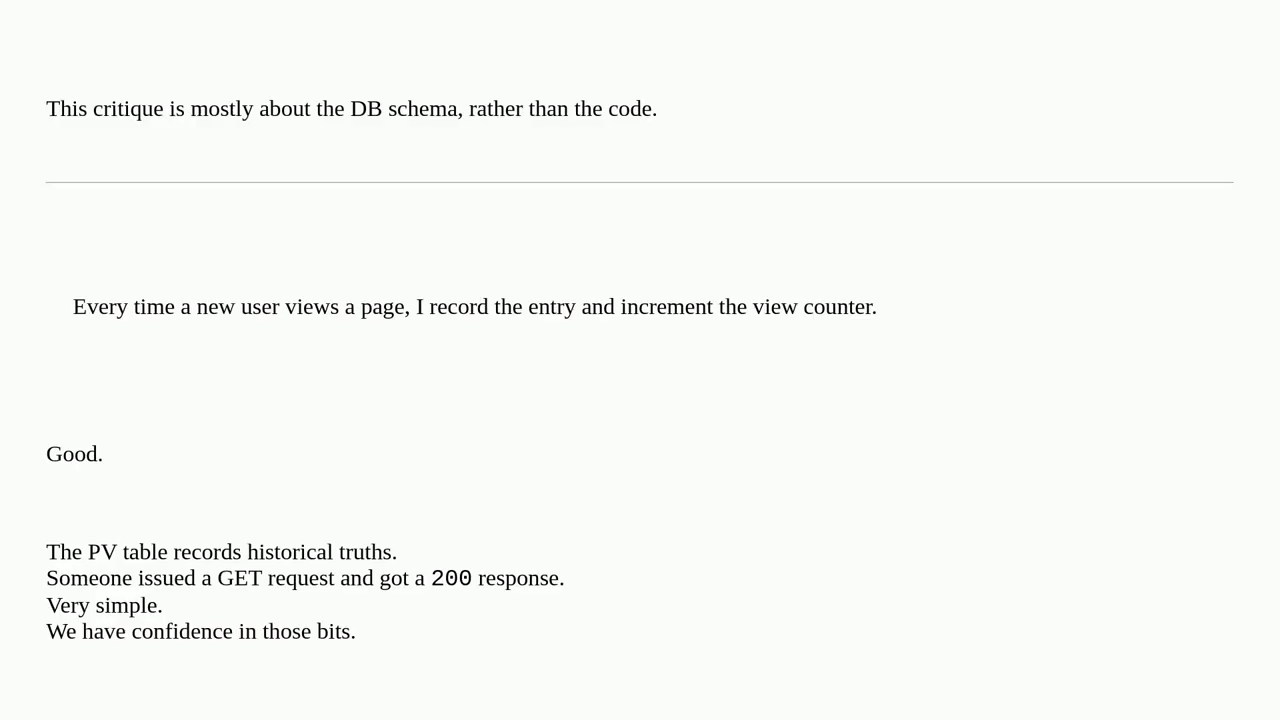 This critique is mostly about the DB schema, rather than the code.
Every time a new user views a page, I record the entry and increment the view counter.
Good.
The PV table records historical truths.
Someone issued a GET request and got a 200 response.
Very simple.
We have confidence in those bits.